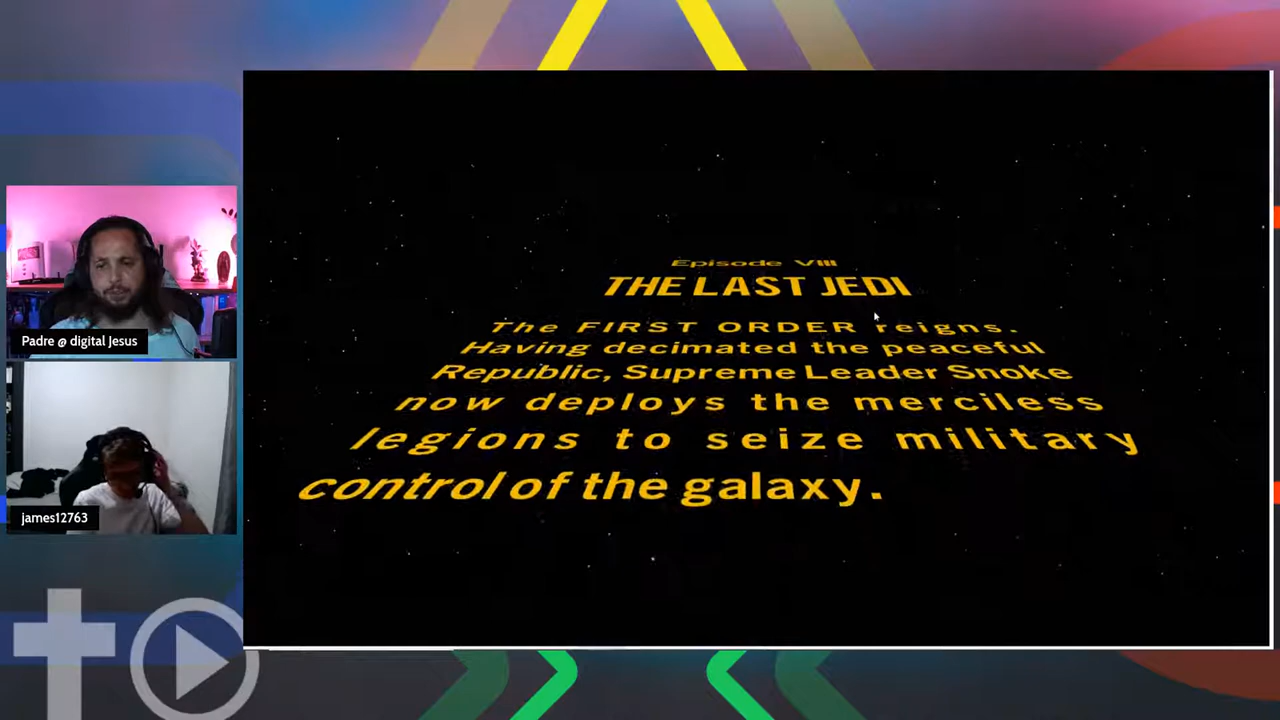 Episode VIII
THE LAST JEDI
The FIRST ORDER reigns.
Having decimated the peaceful
Republic, Supreme Leader Snoke
now deploys the merciless
legions to seize military
control of the galaxy.
Padre @ digital Jesus
james12763